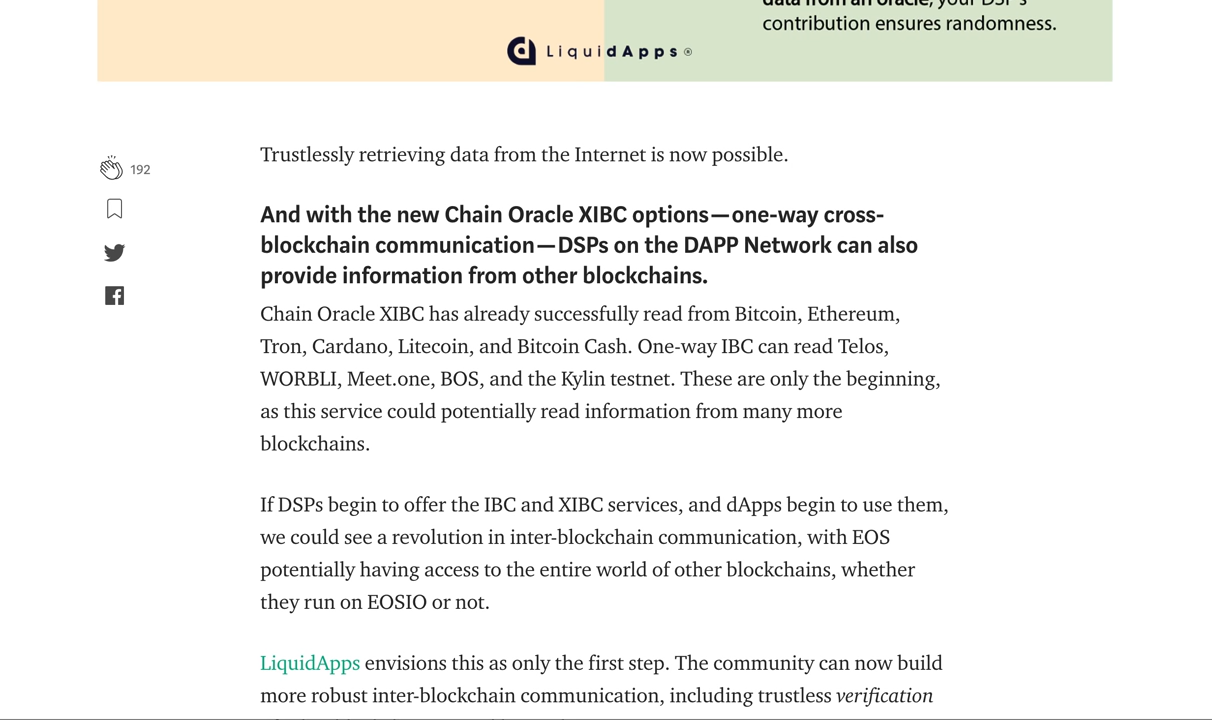 data from an oracle, your DSP's
contribution ensures randomness.
LiquidApps ®
192
Trustlessly retrieving data from the Internet is now possible.
And with the new Chain Oracle XIBC options — one-way cross-
blockchain communication — DSPs on the DAPP Network can also
provide information from other blockchains.
Chain Oracle XIBC has already successfully read from Bitcoin, Ethereum,
Tron, Cardano, Litecoin, and Bitcoin Cash. One-way IBC can read Telos,
WORBLI, Meet.one, BOS, and the Kylin testnet. These are only the beginning,
as this service could potentially read information from many more
blockchains.
If DSPs begin to offer the IBC and XIBC services, and dApps begin to use them,
we could see a revolution in inter-blockchain communication, with EOS
potentially having access to the entire world of other blockchains, whether
they run on EOSIO or not.
LiquidApps envisions this as only the first step. The community can now build
more robust inter-blockchain communication, including trustless verification